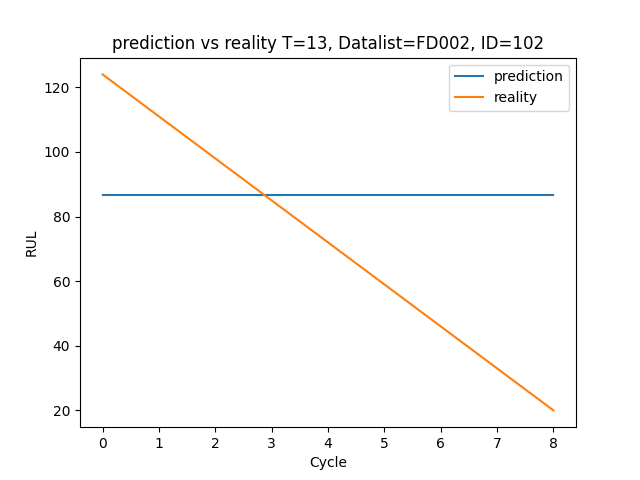 prediction vs reality T=13, Datalist=FD002, ID=102
prediction
reality
120
100
80
60
40
20
RUL
0 1 2 3 4 5 6 7 8
Cycle